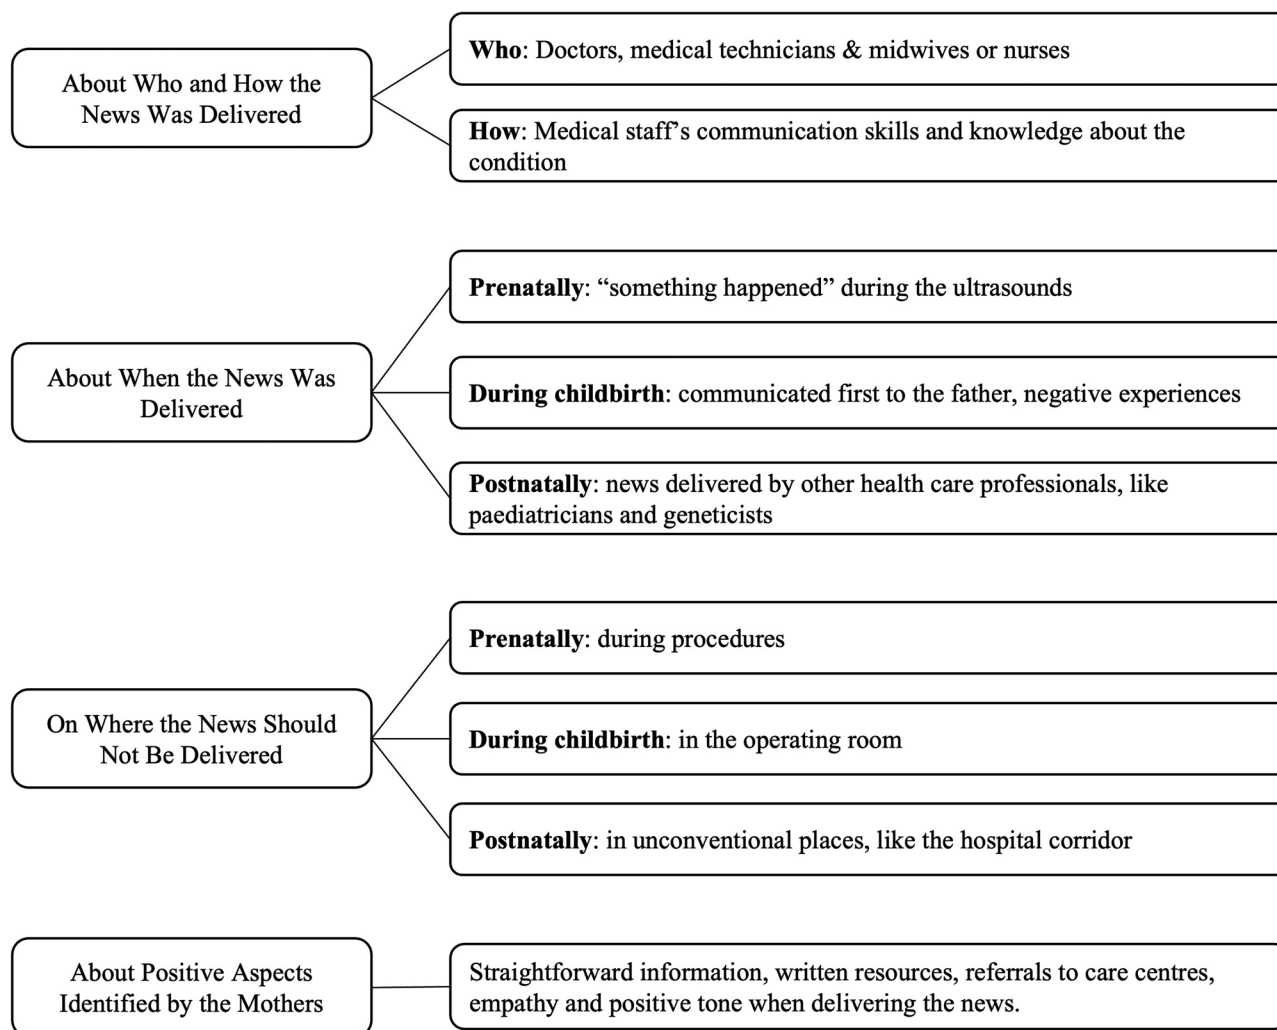 About Who and How the
News Was Delivered
Who: Doctors, medical technicians & midwives or nurses
How: Medical staff’s communication skills and knowledge about the
condition
About When the News Was
Delivered
Prenatally: “something happened” during the ultrasounds
During childbirth: communicated first to the father, negative experiences
Postnatally: news delivered by other health care professionals, like
paediatricians and geneticists
On Where the News Should
Not Be Delivered
Prenatally: during procedures
During childbirth: in the operating room
Postnatally: in unconventional places, like the hospital corridor
About Positive Aspects
Identified by the Mothers
Straightforward information, written resources, referrals to care centres,
empathy and positive tone when delivering the news.